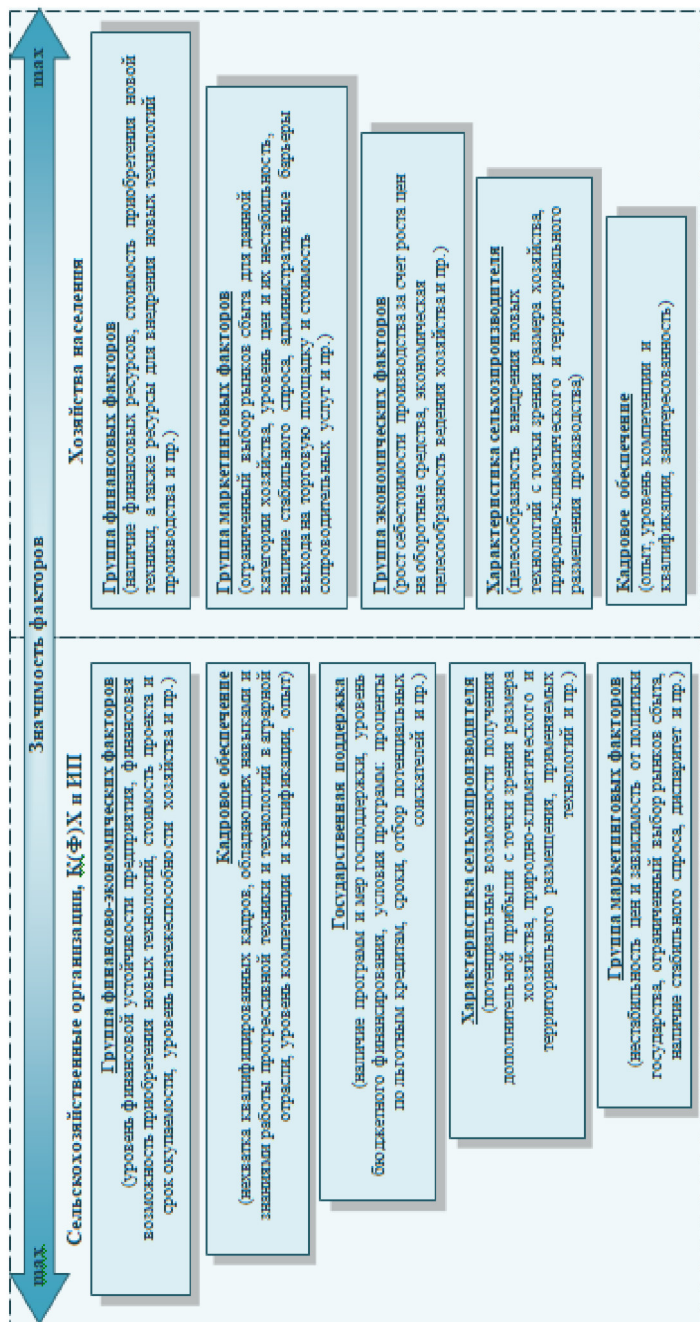 Значимость факторов
max
max
Сельскохозяйственные организации, К(Ф)Х и ИП
Группа финансово-экономических факторов
(уровень финансовой устойчивости предприятия, финансовая
возможность приобретения новых технологий, стоимость проекта и
срок окупаемости, уровень платежеспособности хозяйства и пр.)
Кадровое обеспечение
(нехватка квалифицированных кадров, обладающих навыками и
знаниями работы прогрессивной техники и технологий в аграрной
отрасли, уровень компетенции и квалификации, опыт)
Государственная поддержка
(наличие программ и мер господдержки, уровень
бюджетного финансирования, условия программ: проценты
по льготным кредитам, сроки, отбор потенциальных
соискателей и пр.)
Характеристика сельхозпроизводителя
(потенциальные возможности получения
дополнительной прибыли с точки зрения размера
хозяйства, природно-климатического и
территориального размещения, применяемых
технологий и пр.)
Группа маркетинговых факторов
(нестабильность цен и зависимость от политики
государства, ограниченный выбор рынков сбыта,
наличие стабильного спроса, диспаритет и пр.)
Хозяйства населения
Группа финансовых факторов
(наличие финансовых ресурсов, стоимость приобретения новой
техники, а также ресурсы для внедрения новых технологий
производства и пр.)
Группа маркетинговых факторов
(ограниченный выбор рынков сбыта для данной
категории хозяйства, уровень цен и их нестабильность,
наличие стабильного спроса, административные барьеры
выхода на торговую площадку и стоимость
сопроводительных услуг и пр.)
Группа экономических факторов
(рост себестоимости производства за счет роста цен
на оборотные средства, экономическая
целесообразность ведения хозяйства и пр.)
Характеристика сельхозпроизводителя
(целесообразность внедрения новых
технологий с точки зрения размера хозяйства,
природно-климатического и территориального
размещения производства)
Кадровое обеспечение
(опыт, уровень компетенции и
квалификации, заинтересованность)